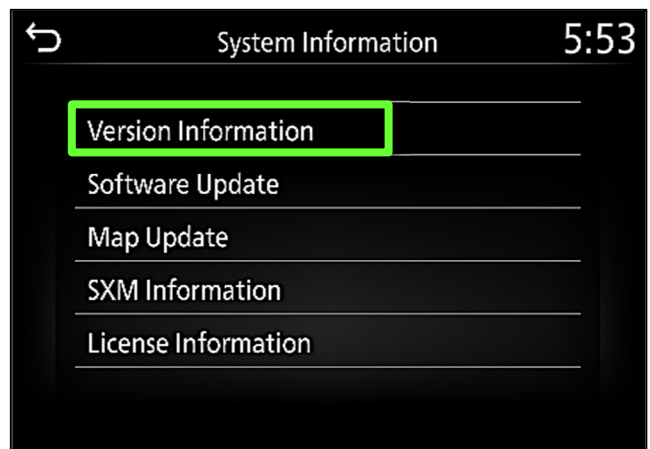 System Information 5:53
Version Information
Software Update
Map Update
SXM Information
License Information